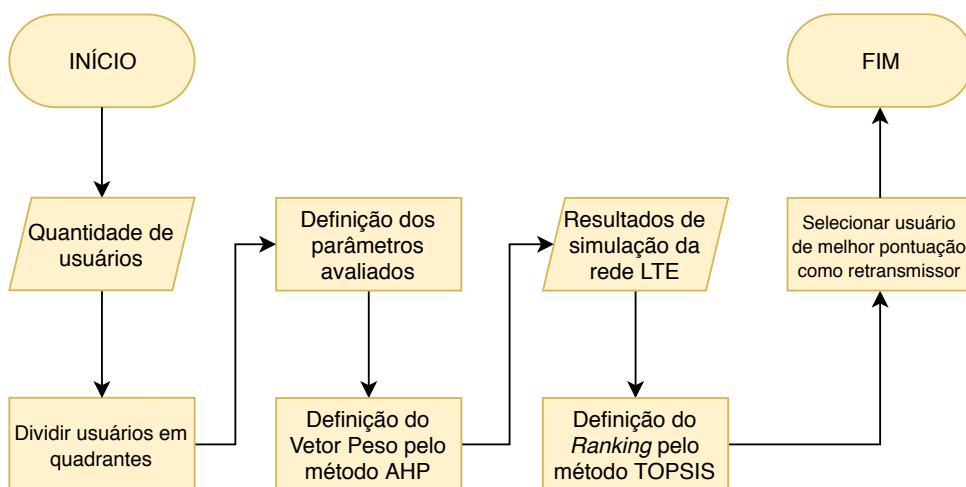 INÍCIO
Quantidade de
usuários
Dividir usuários em
quadrantes
Definição dos
parâmetros
avaliados
Definição do
Vetor Peso pelo
método AHP
Resultados de
simulação da
rede LTE
Definição do
Ranking pelo
método TOPSIS
Selecionar usuário
de melhor pontuação
como retransmissor
FIM